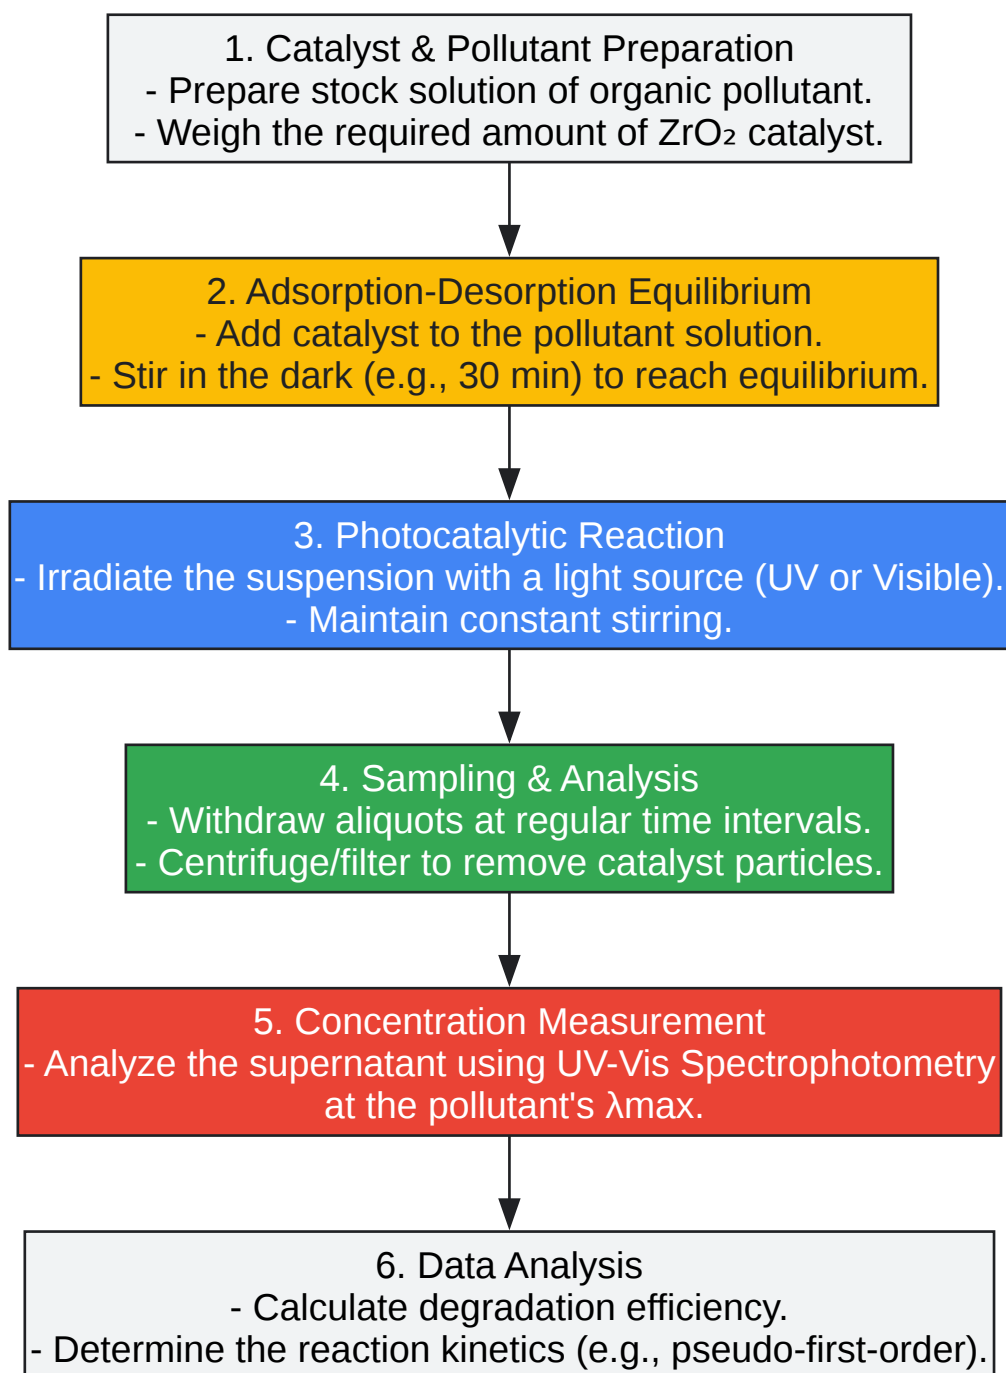 1. Catalyst & Pollutant Preparation
- Prepare stock solution of organic pollutant.
- Weigh the required amount of ZrO₂ catalyst.
2. Adsorption-Desorption Equilibrium
- Add catalyst to the pollutant solution.
- Stir in the dark (e.g., 30 min) to reach equilibrium.
3. Photocatalytic Reaction
- Irradiate the suspension with a light source (UV or Visible).
- Maintain constant stirring.
4. Sampling & Analysis
- Withdraw aliquots at regular time intervals.
- Centrifuge/filter to remove catalyst particles.
5. Concentration Measurement
- Analyze the supernatant using UV-Vis Spectrophotometry
at the pollutant's λmax.
6. Data Analysis
- Calculate degradation efficiency.
- Determine the reaction kinetics (e.g., pseudo-first-order).